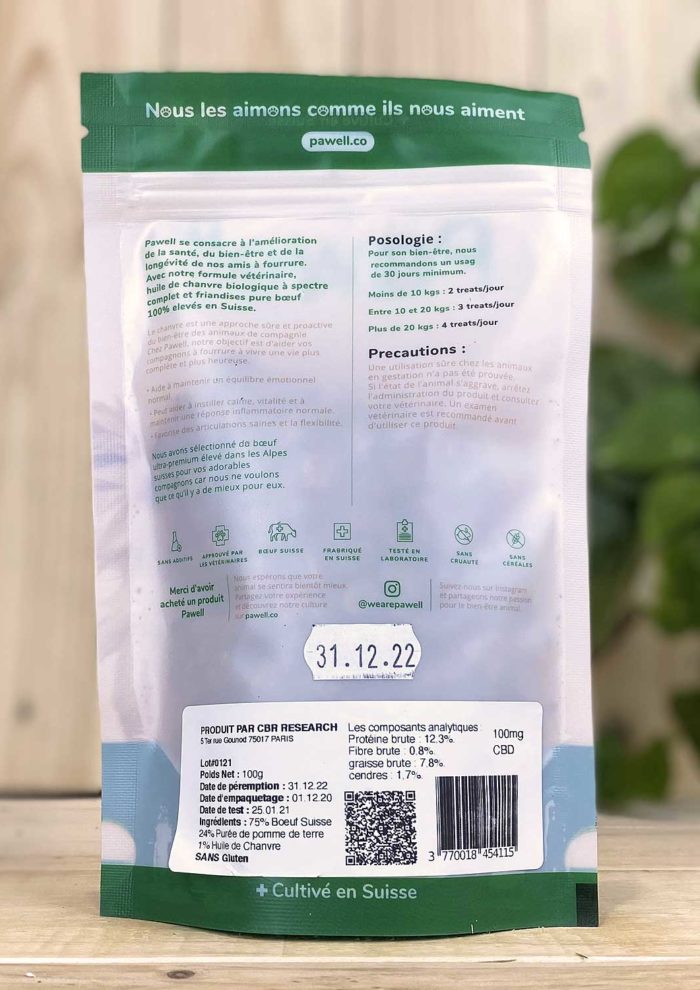 Nous les aimons comme ils nous aiment
pawell.co
Pawell se consacre à l'amélioration
de la santé, du bien-être et de la
longévité de nos amis à fourrure.
Avec notre formule vétérinaire,
huile de chanvre biologique à spectre
complet et friandises pure bœuf
100% elevés en Suisse.
Le chanvre est une approche sûre et proactive
du bien-être des animaux de compagnie
Chez Pawell, notre objectif est d'aider vos
compagnons à fourrure à vivre une vie plus
complète et plus heureuse.
• Aide à maintenir un équilibre émotionnel
normal.
• Peut aider à instiller calme, vitalité et à
maintenir une réponse inflammatoire normale.
• Favorise des articulations saines et la flexibilité.
Nous avons sélectionné du bœuf
ultra-premium élevé dans les Alpes
suisses pour vos adorables
compagnons car nous ne voulons
que ce qu'il y a de mieux pour eux.
Posologie :
Pour son bien-être, nous
recommandons un usag
de 30 jours minimum.
Moins de 10 kgs : 2 treats/jour
Entre 10 et 20 kgs : 3 treats/jour
Plus de 20 kgs : 4 treats/jour
Precautions :
Une utilisation sûre chez les animaux
en gestation n'a pas été prouvée.
Si l'état de l'animal s'aggrave, arrêtez
l'administration du produit et consulter
votre vétérinaire. Un examen
vétérinaire est recommandé avant
d'utiliser ce produit.
SANS ADDITIFS
APPROUVÉ PAR
LES VÉTÉRINAIRES
BŒUF SUISSE
FRABRIQUÉ
EN SUISSE
TESTÉ EN
LABORATOIRE
SANS
CRUAUTÉ
SANS
CÉRÉALES
Merci d'avoir
acheté un produit
Pawell
Nous espérons que votre
animal se sentira bientôt mieux.
Partagez votre expérience
et découvrez notre culture
sur pawell.co
@wearepawell
Suivez-nous sur Instagram
et partageons notre passion
pour le bien-être animal.
31.12.22
PRODUIT PAR CBR RESEARCH
5 Ter rue Gounod 75017 PARIS
Lot#0121
Poids Net : 100g
Date de péremption : 31.12.22
Date d'empaquetage : 01.12.20
Date de test : 25.01.21
Ingrédients : 75% Boeuf Suisse
24% Purée de pomme de terre
1% Huile de Chanvre
SANS Gluten
Les composants analytiques :
Protéine brute : 12.3%.
Fibre brute : 0.8%.
graisse brute : 7.8%.
cendres : 1.7%.
100mg
CBD
3 770018 454115
+ Cultivé en Suisse